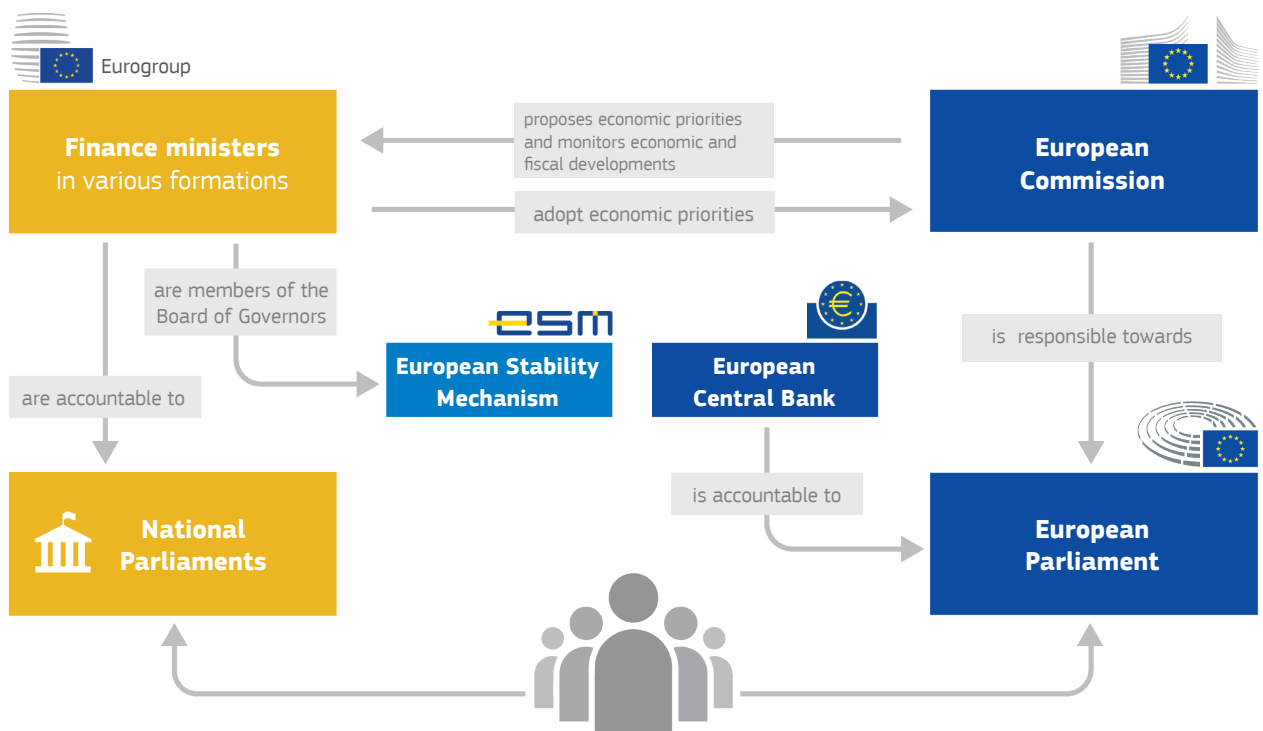 Eurogroup
Finance ministers
in various formations
proposes economic priorities
and monitors economic and
fiscal developments
adopt economic priorities
European
Commission
are members of the
Board of Governors
esm
European Stability
Mechanism
€
European
Central Bank
is responsible towards
are accountable to
is accountable to
National
Parliaments
European
Parliament